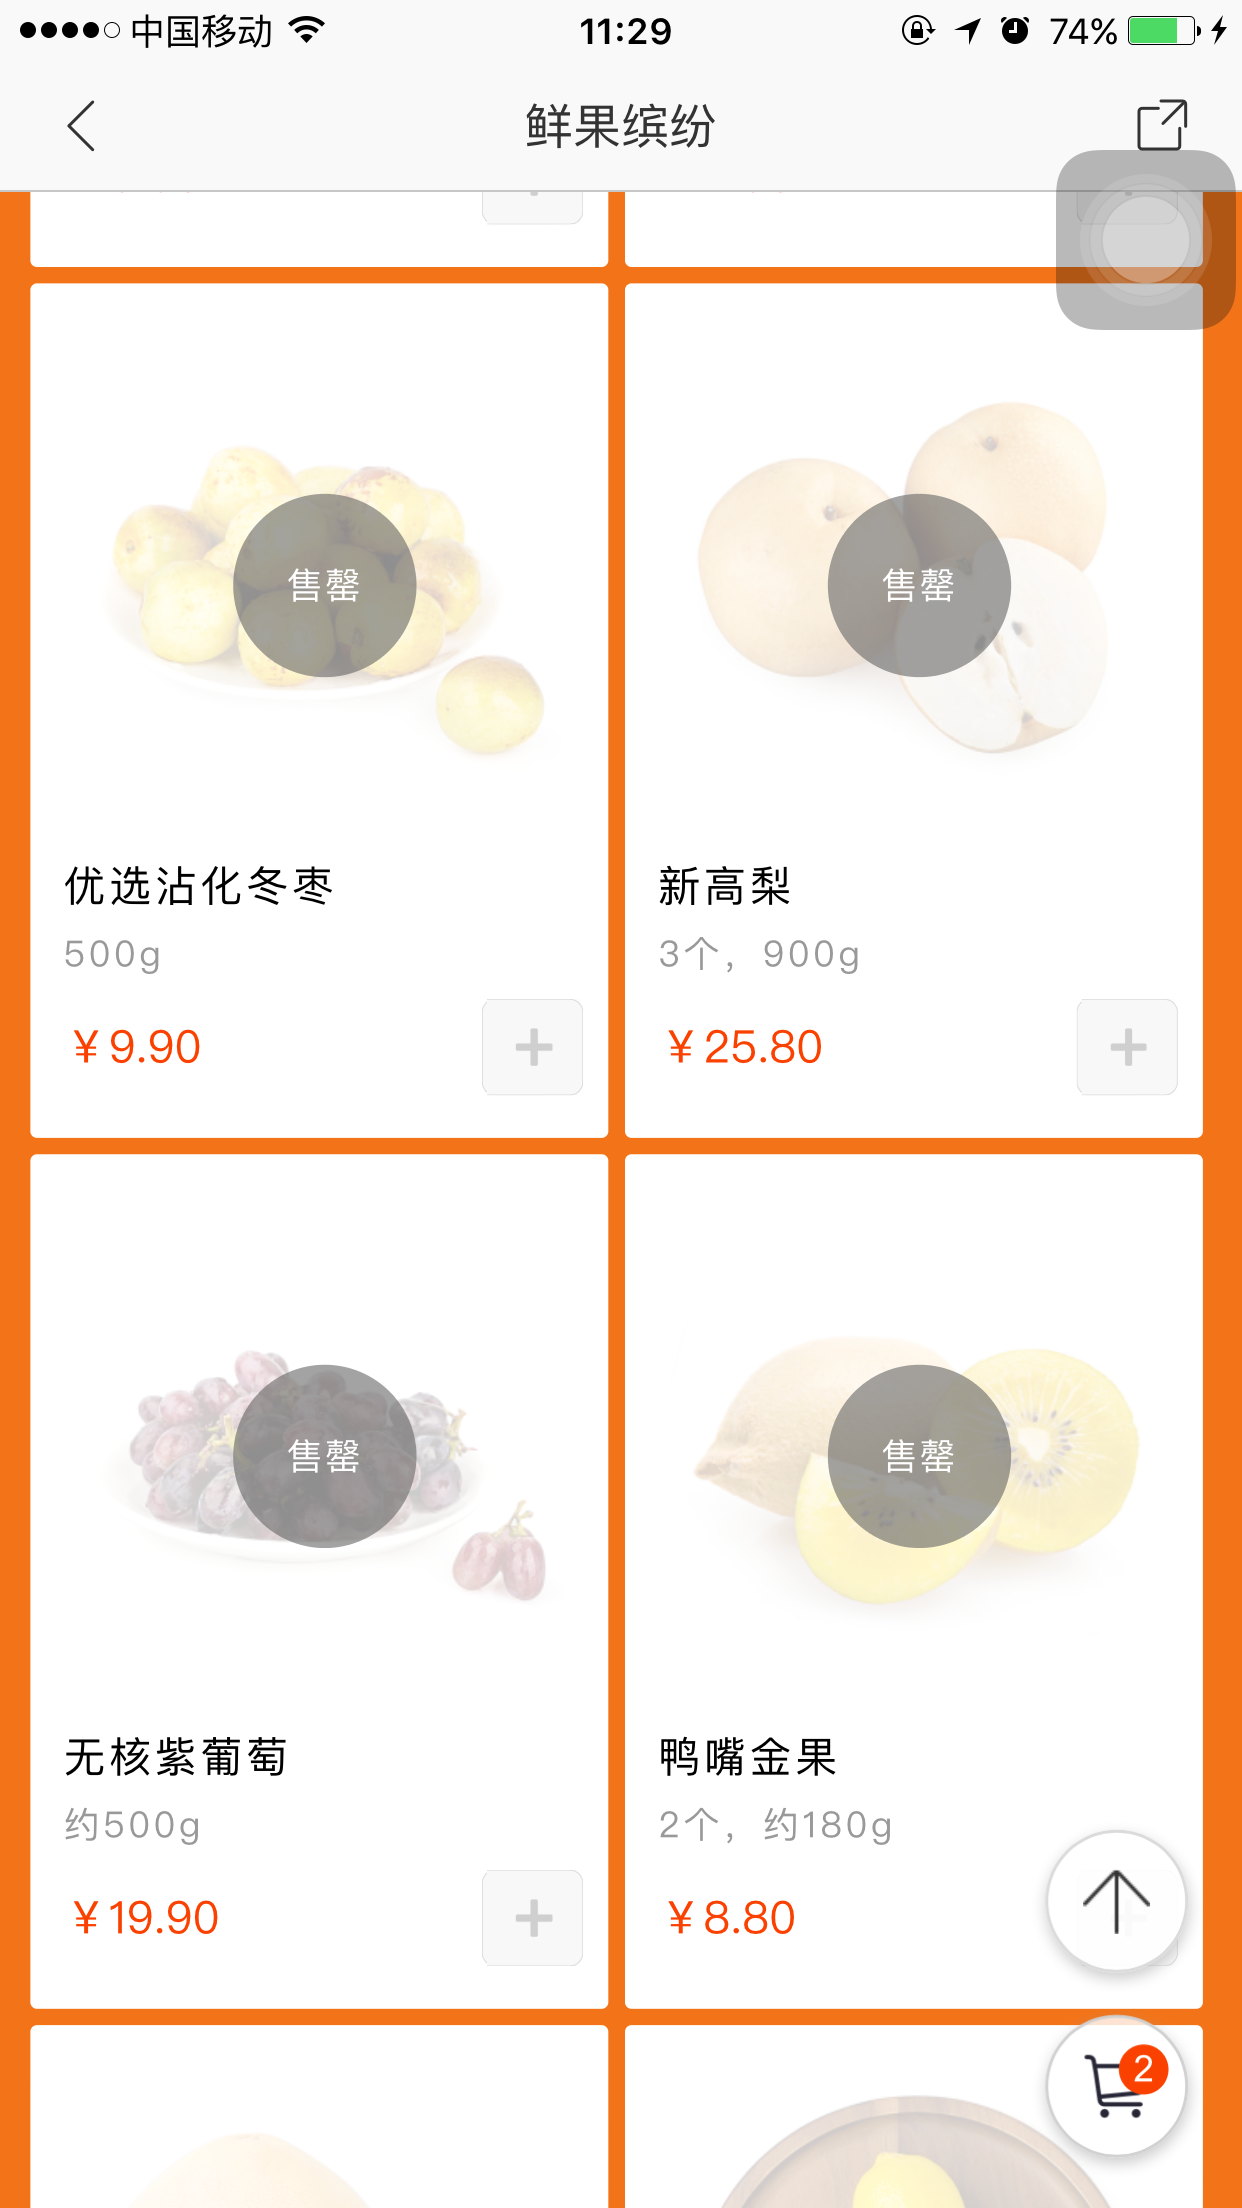 中国移动 11:29 74%
鲜果缤纷
售罄 售罄
优选沾化冬枣 新高梨
500g 3个，900g
¥9.90 ¥25.80
售罄 售罄
无核紫葡萄 鸭嘴金果
约500g 2个，约180g
¥19.90 ¥8.80
2